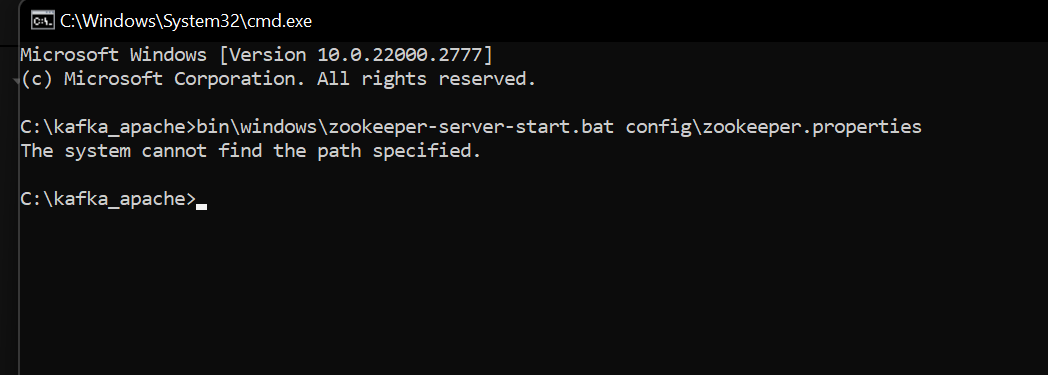 C:\Windows\System32\cmd.exe
Microsoft Windows [Version 10.0.22000.2777]
(c) Microsoft Corporation. All rights reserved.
C:\kafka_apache>bin\windows\zookeeper-server-start.bat config\zookeeper.properties
The system cannot find the path specified.
C:\kafka_apache>